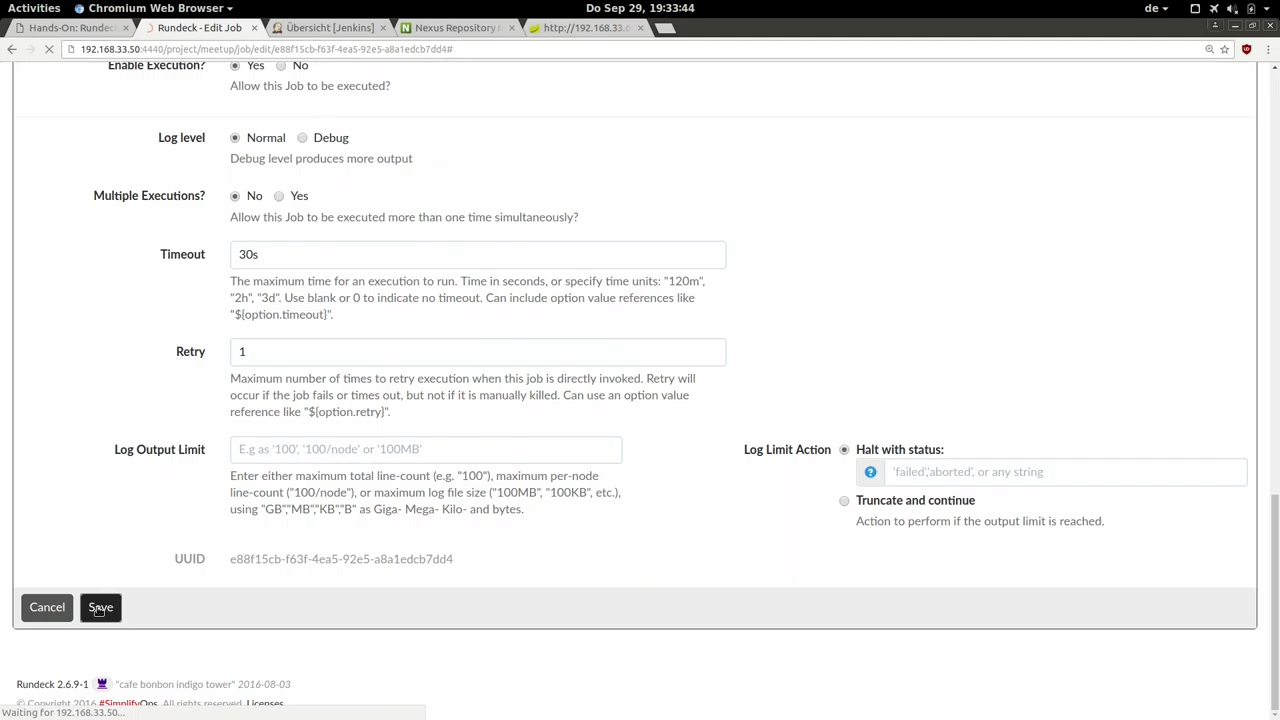 Activities Chromium Web Browser Do Sep 29, 19:33:44 de
Hands-On: Rundeck Rundeck - Edit Job Übersicht [Jenkins] Nexus Repository http://192.168.33.
192.168.33.50:4440/project/meetup/job/edit/e88f15cb-f63f-4ea5-92e5-a8a1edcb7dd4#
Enable Execution? Yes No
Allow this Job to be executed?
Log level Normal Debug
Debug level produces more output
Multiple Executions? No Yes
Allow this Job to be executed more than one time simultaneously?
Timeout 30s
The maximum time for an execution to run. Time in seconds, or specify time units: "120m",
"2h", "3d". Use blank or 0 to indicate no timeout. Can include option value references like
"${option.timeout}".
Retry 1
Maximum number of times to retry execution when this job is directly invoked. Retry will
occur if the job fails or times out, but not if it is manually killed. Can use an option value
reference like "${option.retry}".
Log Output Limit E.g as '100', '100/node' or '100MB' Log Limit Action Halt with status:
'failed','aborted', or any string
Enter either maximum total line-count (e.g. "100"), maximum per-node
line-count ("100/node"), or maximum log file size ("100MB", "100KB", etc.),
using "GB","MB","KB","B" as Giga- Mega- Kilo- and bytes.
Truncate and continue
Action to perform if the output limit is reached.
UUID e88f15cb-f63f-4ea5-92e5-a8a1edcb7dd4
Cancel Save
Rundeck 2.6.9-1 "cafe bonbon indigo tower" 2016-08-03
© Copyright 2016 #SimplifyOps. All rights reserved. Licenses
Waiting for 192.168.33.50...